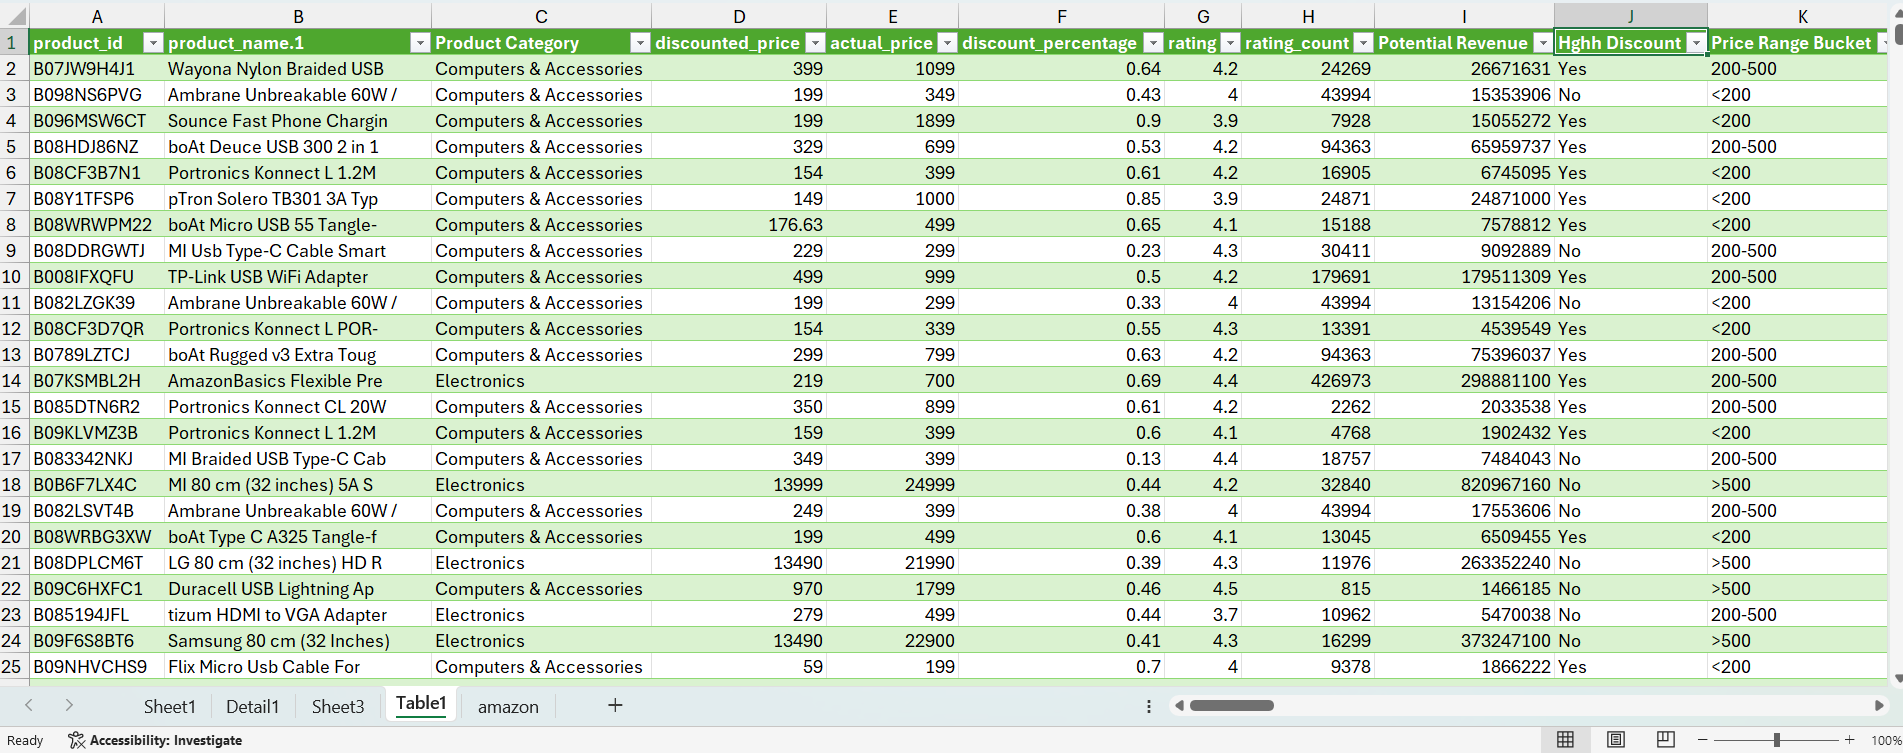 A B C D E F G H I J K
1 product_id product_name.1 Product Category discounted_price actual_price discount_percentage rating rating_count Potential Revenue Hghh Discount Price Range Bucket
2 B07JW9H4J1 Wayona Nylon Braided USB Computers & Accessories 399 1099 0.64 4.2 24269 26671631 Yes 200-500
3 B098NS6PVG Ambrane Unbreakable 60W / Computers & Accessories 199 349 0.43 4 43994 15353906 No <200
4 B096MSW6CT Sounce Fast Phone Chargin Computers & Accessories 199 1899 0.9 3.9 7928 15055272 Yes <200
5 B08HDJ86NZ boAt Deuce USB 300 2 in 1 Computers & Accessories 329 699 0.53 4.2 94363 65959737 Yes 200-500
6 B08CF3B7N1 Portronics Konnect L 1.2M Computers & Accessories 154 399 0.61 4.2 16905 6745095 Yes <200
7 B08Y1TFSP6 pTron Solero TB301 3A Typ Computers & Accessories 149 1000 0.85 3.9 24871 24871000 Yes <200
8 B08WRWPM22 boAt Micro USB 55 Tangle- Computers & Accessories 176.63 499 0.65 4.1 15188 7578812 Yes <200
9 B08DDRGWTJ MI Usb Type-C Cable Smart Computers & Accessories 229 299 0.23 4.3 30411 9092889 No 200-500
10 B008IFXQFU TP-Link USB WiFi Adapter Computers & Accessories 499 999 0.5 4.2 179691 179511309 Yes 200-500
11 B082LZGK39 Ambrane Unbreakable 60W / Computers & Accessories 199 299 0.33 4 43994 13154206 No <200
12 B08CF3D7QR Portronics Konnect L POR- Computers & Accessories 154 339 0.55 4.3 13391 4539549 Yes <200
13 B0789LZTCJ boAt Rugged v3 Extra Toug Computers & Accessories 299 799 0.63 4.2 94363 75396037 Yes 200-500
14 B07KSMBL2H AmazonBasics Flexible Pre Electronics 219 700 0.69 4.4 426973 298881100 Yes 200-500
15 B085DTN6R2 Portronics Konnect CL 20W Computers & Accessories 350 899 0.61 4.2 2262 2033538 Yes 200-500
16 B09KLVMZ3B Portronics Konnect L 1.2M Computers & Accessories 159 399 0.6 4.1 4768 1902432 Yes <200
17 B083342NKJ MI Braided USB Type-C Cab Computers & Accessories 349 399 0.13 4.4 18757 7484043 No 200-500
18 B0B6F7LX4C MI 80 cm (32 inches) 5A S Electronics 13999 24999 0.44 4.2 32840 820967160 No >500
19 B082LSVT4B Ambrane Unbreakable 60W / Computers & Accessories 249 399 0.38 4 43994 17553606 No 200-500
20 B08WRBG3XW boAt Type C A325 Tangle-f Computers & Accessories 199 499 0.6 4.1 13045 6509455 Yes <200
21 B08DPLCM6T LG 80 cm (32 inches) HD R Electronics 13490 21990 0.39 4.3 11976 263352240 No >500
22 B09C6HXFC1 Duracell USB Lightning Ap Computers & Accessories 970 1799 0.46 4.5 815 1466185 No >500
23 B085194JFL tizum HDMI to VGA Adapter Electronics 279 499 0.44 3.7 10962 5470038 No 200-500
24 B09F6S8BT6 Samsung 80 cm (32 Inches) Electronics 13490 22900 0.41 4.3 16299 373247100 No >500
25 B09NHVCHS9 Flix Micro Usb Cable For Computers & Accessories 59 199 0.7 4 9378 1866222 Yes <200
Sheet1 Detail1 Sheet3 Table1 amazon +
Ready Accessibility: Investigate 100%